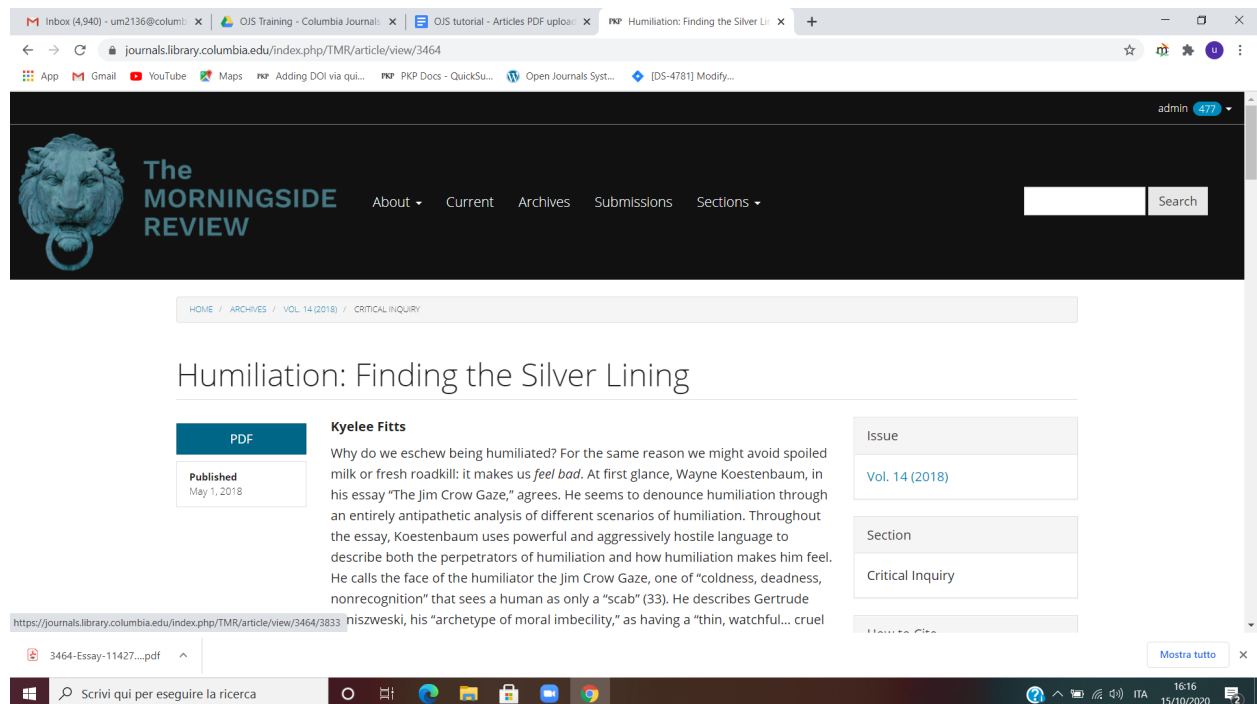 Inbox (4,940) - um2136@columb
OJS Training - Columbia Journals
OJS tutorial - Articles PDF upload
PKP Humiliation: Finding the Silver Lin
journals.library.columbia.edu/index.php/TMR/article/view/3464
u
App Gmail YouTube Maps PKP Adding DOI via qui... PKP PKP Docs - QuickSu... Open Journals Syst... [DS-4781] Modify...
admin 477
The
MORNINGSIDE
REVIEW
About Current Archives Submissions Sections
Search
HOME / ARCHIVES / VOL. 14 (2018) / CRITICAL INQUIRY
Humiliation: Finding the Silver Lining
PDF
Published
May 1, 2018
Kyelee Fitts
Why do we eschew being humiliated? For the same reason we might avoid spoiled
milk or fresh roadkill: it makes us feel bad. At first glance, Wayne Koestenbaum, in
his essay “The Jim Crow Gaze,” agrees. He seems to denounce humiliation through
an entirely antipathetic analysis of different scenarios of humiliation. Throughout
the essay, Koestenbaum uses powerful and aggressively hostile language to
describe both the perpetrators of humiliation and how humiliation makes him feel.
He calls the face of the humiliator the Jim Crow Gaze, one of “coldness, deadness,
nonrecognition” that sees a human as only a “scab” (33). He describes Gertrude
niszweski, his “archetype of moral imbecility,” as having a “thin, watchful... cruel
Issue
Vol. 14 (2018)
Section
Critical Inquiry
How to Cite
https://journals.library.columbia.edu/index.php/TMR/article/view/3464/3833
3464-Essay-11427....pdf
Mostra tutto
Scrivi qui per eseguire la ricerca
ITA
16:16
15/10/2020
2